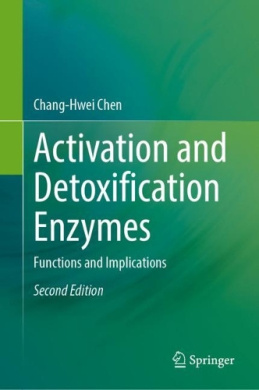 Chang-Hwei Chen
Activation and
Detoxification
Enzymes
Functions and Implications
Second Edition
Springer